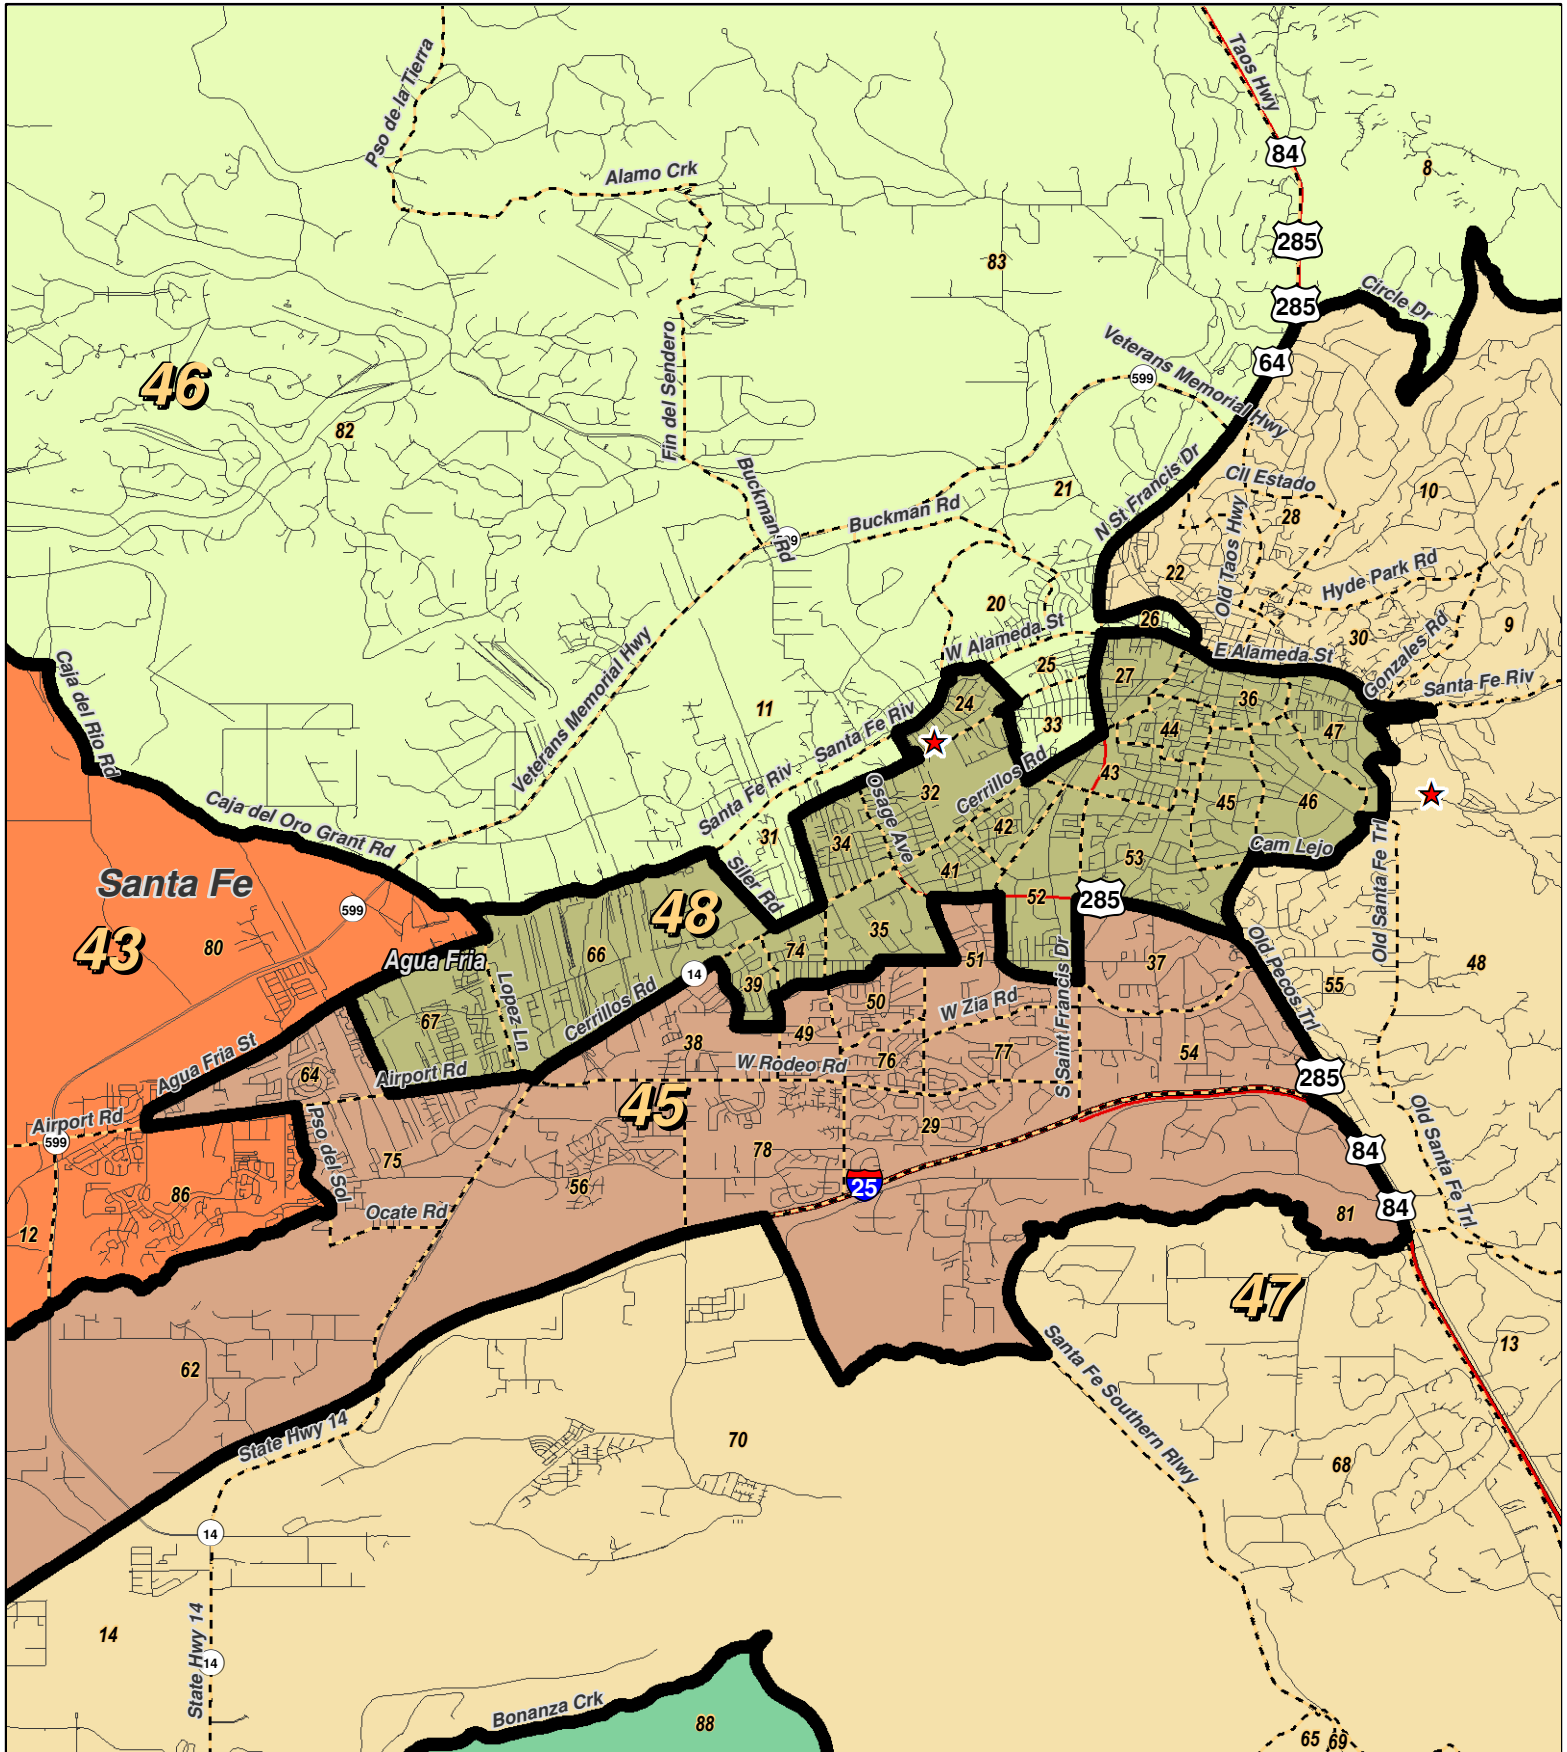 Taos Hwy
Pso de la Tierra
84
8
Alamo Crk
285
83
285
Circle Dr
Fin del Sendero
Veterans Memorial Hwy
64
599
46
82
Buckman Rd
N St Francis Dr
Cll Estado
21
10
Buckman Rd
28
Old Taos Hwy
Hyde Park Rd
22
20
26
Gonzales Rd
9
30
W Alameda St
E Alameda St
Veterans Memorial Hwy
25
27
Santa Fe Riv
Caja del Rio Rd
36
24
11
Santa Fe Riv
33
44
47
Santa Fe Riv
Cerrillos Rd
43
Osage Ave
32
45
46
Caja del Oro Grant Rd
31
34
42
Cam Lejo
Old Santa Fe Trl
53
41
Santa Fe
Siler Rd
52
285
599
48
35
43
80
Agua Fria
66
74
51
37
Old Pecos Trl
48
14
39
55
Lopez Ln
Cerrillos Rd
50
W Zia Rd
S Saint Francis Dr
67
38
49
76
77
54
Agua Fria St
W Rodeo Rd
64
Airport Rd
285
45
Airport Rd
599
29
Old Santa Fe Trl
Pso del Sol
75
78
84
56
25
86
84
Ocate Rd
81
12
47
Santa Fe Southern Rlwy
13
62
State Hwy 14
70
68
14
14
State Hwy 14
14
Bonanza Crk
88
65
69